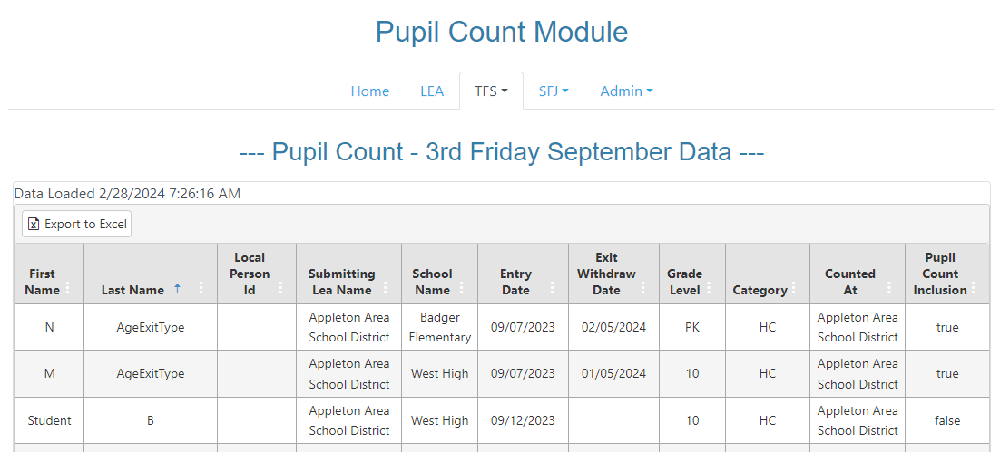 Pupil Count Module
Home LEA TFS SFJ Admin
--- Pupil Count - 3rd Friday September Data ---
Data Loaded 2/28/2024 7:26:16 AM
Export to Excel
First Name Last Name Local Person Id Submitting Lea Name School Name Entry Date Exit Withdraw Date Grade Level Category Counted At Pupil Count Inclusion
N AgeExitType Appleton Area School District Badger Elementary 09/07/2023 02/05/2024 PK HC Appleton Area School District true
M AgeExitType Appleton Area School District West High 09/07/2023 01/05/2024 10 HC Appleton Area School District true
Student B Appleton Area School District West High 09/12/2023 10 HC Appleton Area School District false